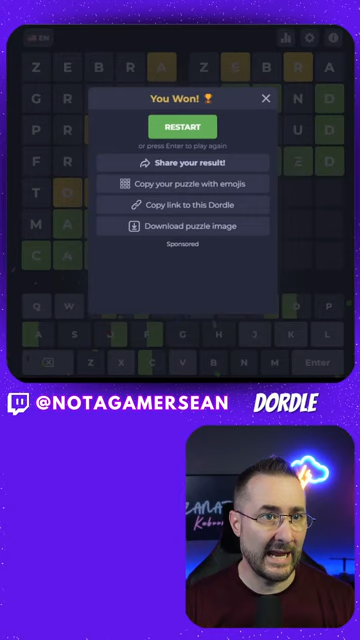 EN
Z E B R A Z E B R A
G R N D
P R U D
F R E D
T O
M A
C A
You Won! 🏆
RESTART
or press Enter to play again
Share your result!
Copy your puzzle with emojis
Copy link to this Dordle
Download puzzle image
Sponsored
Q W O P
A S D F G H J K L
Z X C V B N M Enter
@NOTAGAMERSEAN DORDLE